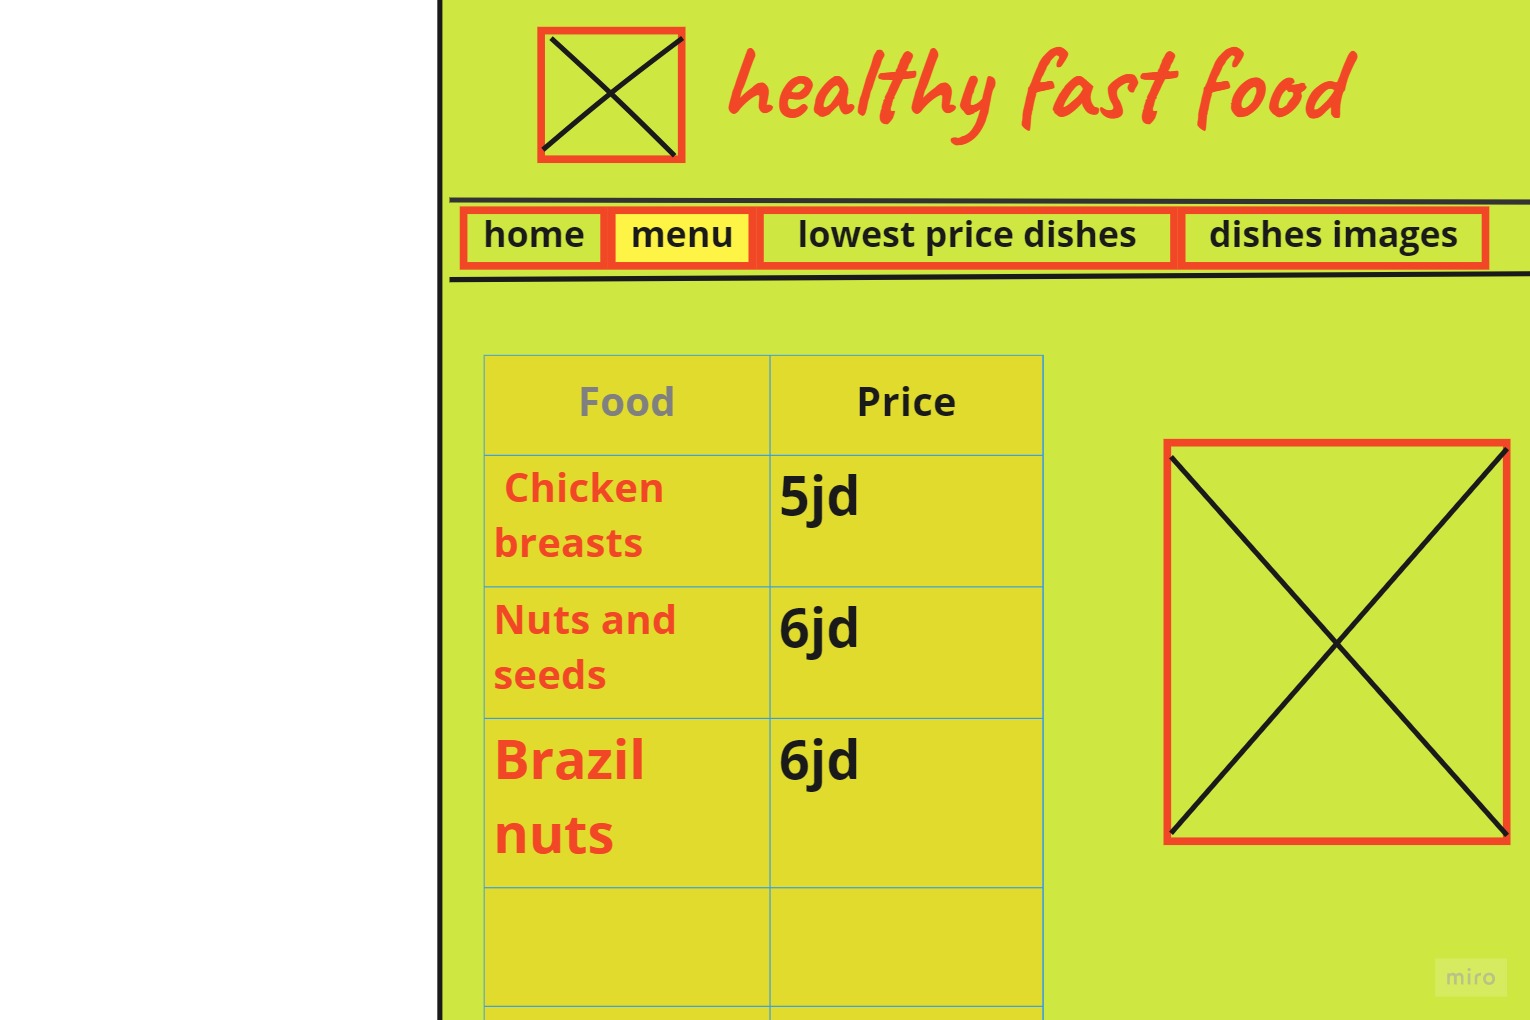 healthy fast food
home menu lowest price dishes dishes images
Food Price
Chicken 5jd
breasts
Nuts and 6jd
seeds
Brazil 6jd
nuts
miro